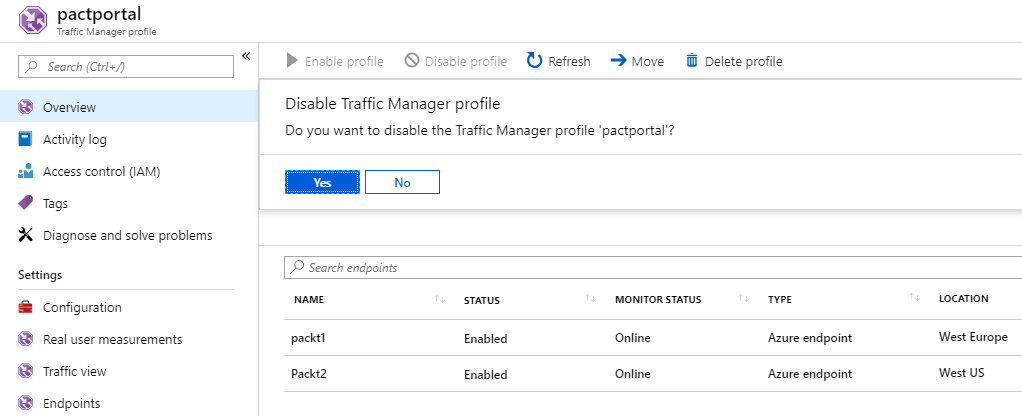 pactportal
Traffic Manager profile
Search (Ctrl+/)
Overview
Activity log
Access control (IAM)
Tags
Diagnose and solve problems
Settings
Configuration
Real user measurements
Traffic view
Endpoints
Enable profile Disable profile Refresh Move Delete profile
Disable Traffic Manager profile
Do you want to disable the Traffic Manager profile 'pactportal'?
Yes No
Search endpoints
NAME STATUS MONITOR STATUS TYPE LOCATION
packt1 Enabled Online Azure endpoint West Europe
Packt2 Enabled Online Azure endpoint West US